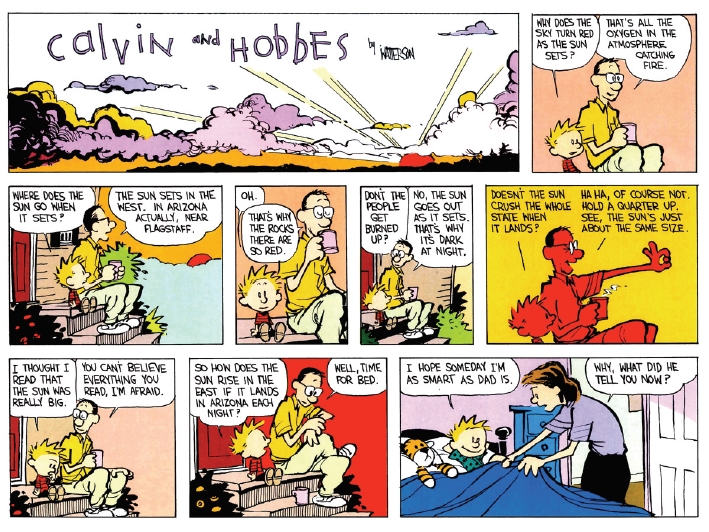 calvin and HOBBES
by WATTERSON
WHY DOES THE
SKY TURN RED
AS THE SUN
SETS?
THAT'S ALL THE
OXYGEN IN THE
ATMOSPHERE
CATCHING
FIRE.
WHERE DOES THE
SUN GO WHEN
IT SETS?
THE SUN SETS IN THE
WEST. IN ARIZONA
ACTUALLY, NEAR
FLAGSTAFF.
OH.
THAT'S WHY
THE ROCKS
THERE ARE
SO RED.
DON'T THE
PEOPLE
GET
BURNED
UP?
NO, THE SUN
GOES OUT
AS IT SETS.
THAT'S WHY
IT'S DARK
AT NIGHT.
DOESN'T THE SUN
CRUSH THE WHOLE
STATE WHEN
IT LANDS?
HA HA, OF COURSE NOT.
HOLD A QUARTER UP.
SEE, THE SUN'S JUST
ABOUT THE SAME SIZE.
I THOUGHT I
READ THAT
THE SUN WAS
REALLY BIG.
YOU CAN'T BELIEVE
EVERYTHING YOU
READ, I'M AFRAID.
SO HOW DOES THE
SUN RISE IN THE
EAST IF IT LANDS
IN ARIZONA EACH
NIGHT?
WELL, TIME
FOR BED.
I HOPE SOMEDAY I'M
AS SMART AS DAD IS.
WHY, WHAT DID HE
TELL YOU NOW?